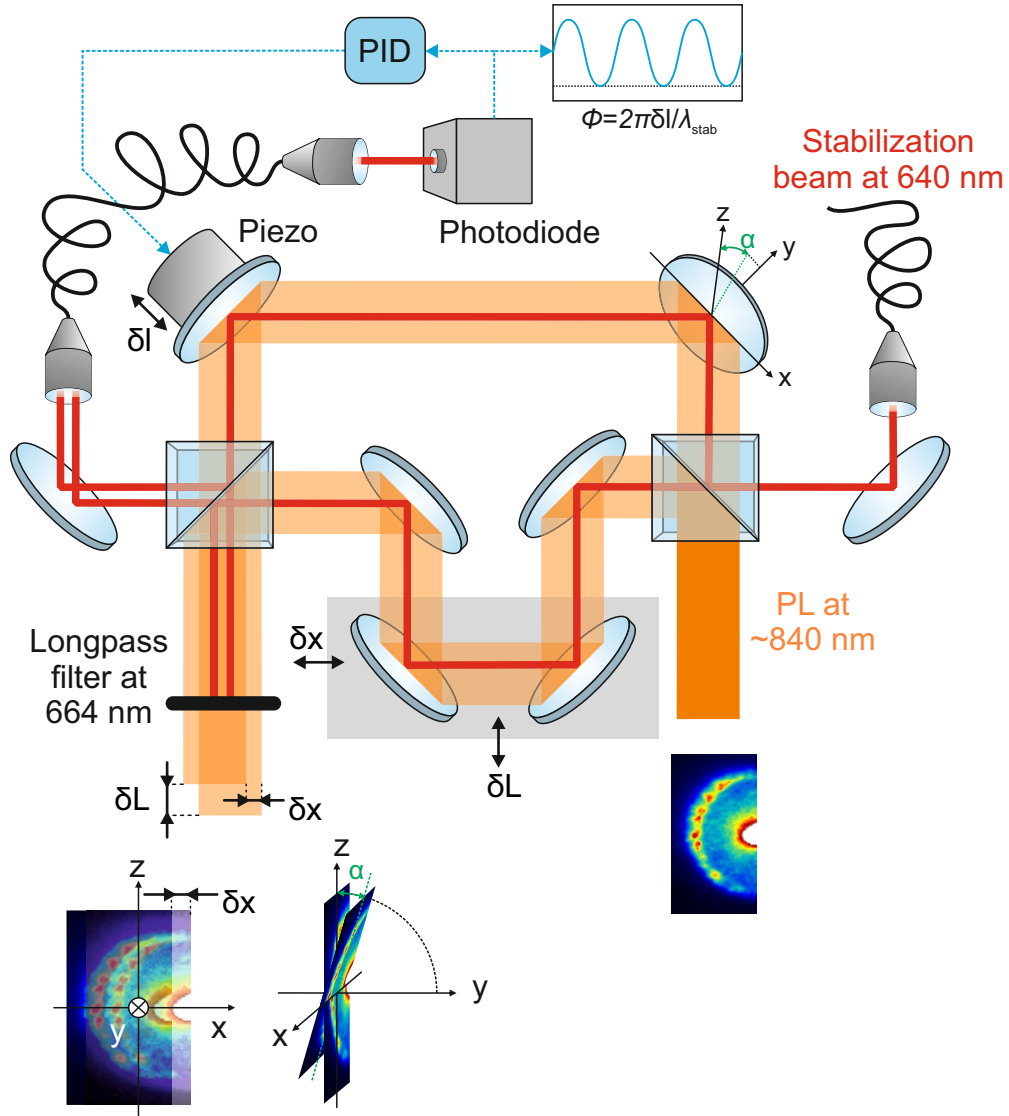 PID
Φ=2πδl/λstab
Stabilization
beam at 640 nm
Piezo
Photodiode
z
α
y
x
δl
PL at
~840 nm
Longpass
filter at
664 nm
δx
δL
δL
δx
z
δx
y
x
z
α
y
x